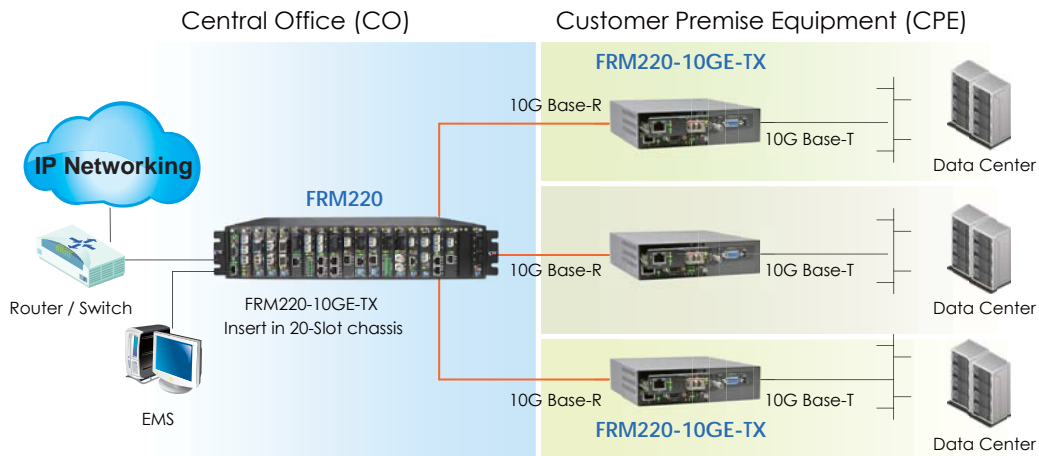 Central Office (CO)
Customer Premise Equipment (CPE)
FRM220-10GE-TX
10G Base-R
10G Base-T
Data Center
IP Networking
FRM220
10G Base-R
10G Base-T
Data Center
Router / Switch
FRM220-10GE-TX
Insert in 20-Slot chassis
EMS
10G Base-R
10G Base-T
FRM220-10GE-TX
Data Center